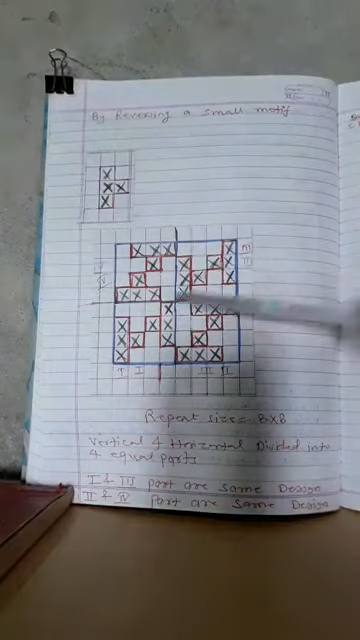 By Reversing a small motif
Repeat size = 8X8
Vertical & Horizontal Divided into
4 equal parts
I & III part are same Design
II & IV part are same Design